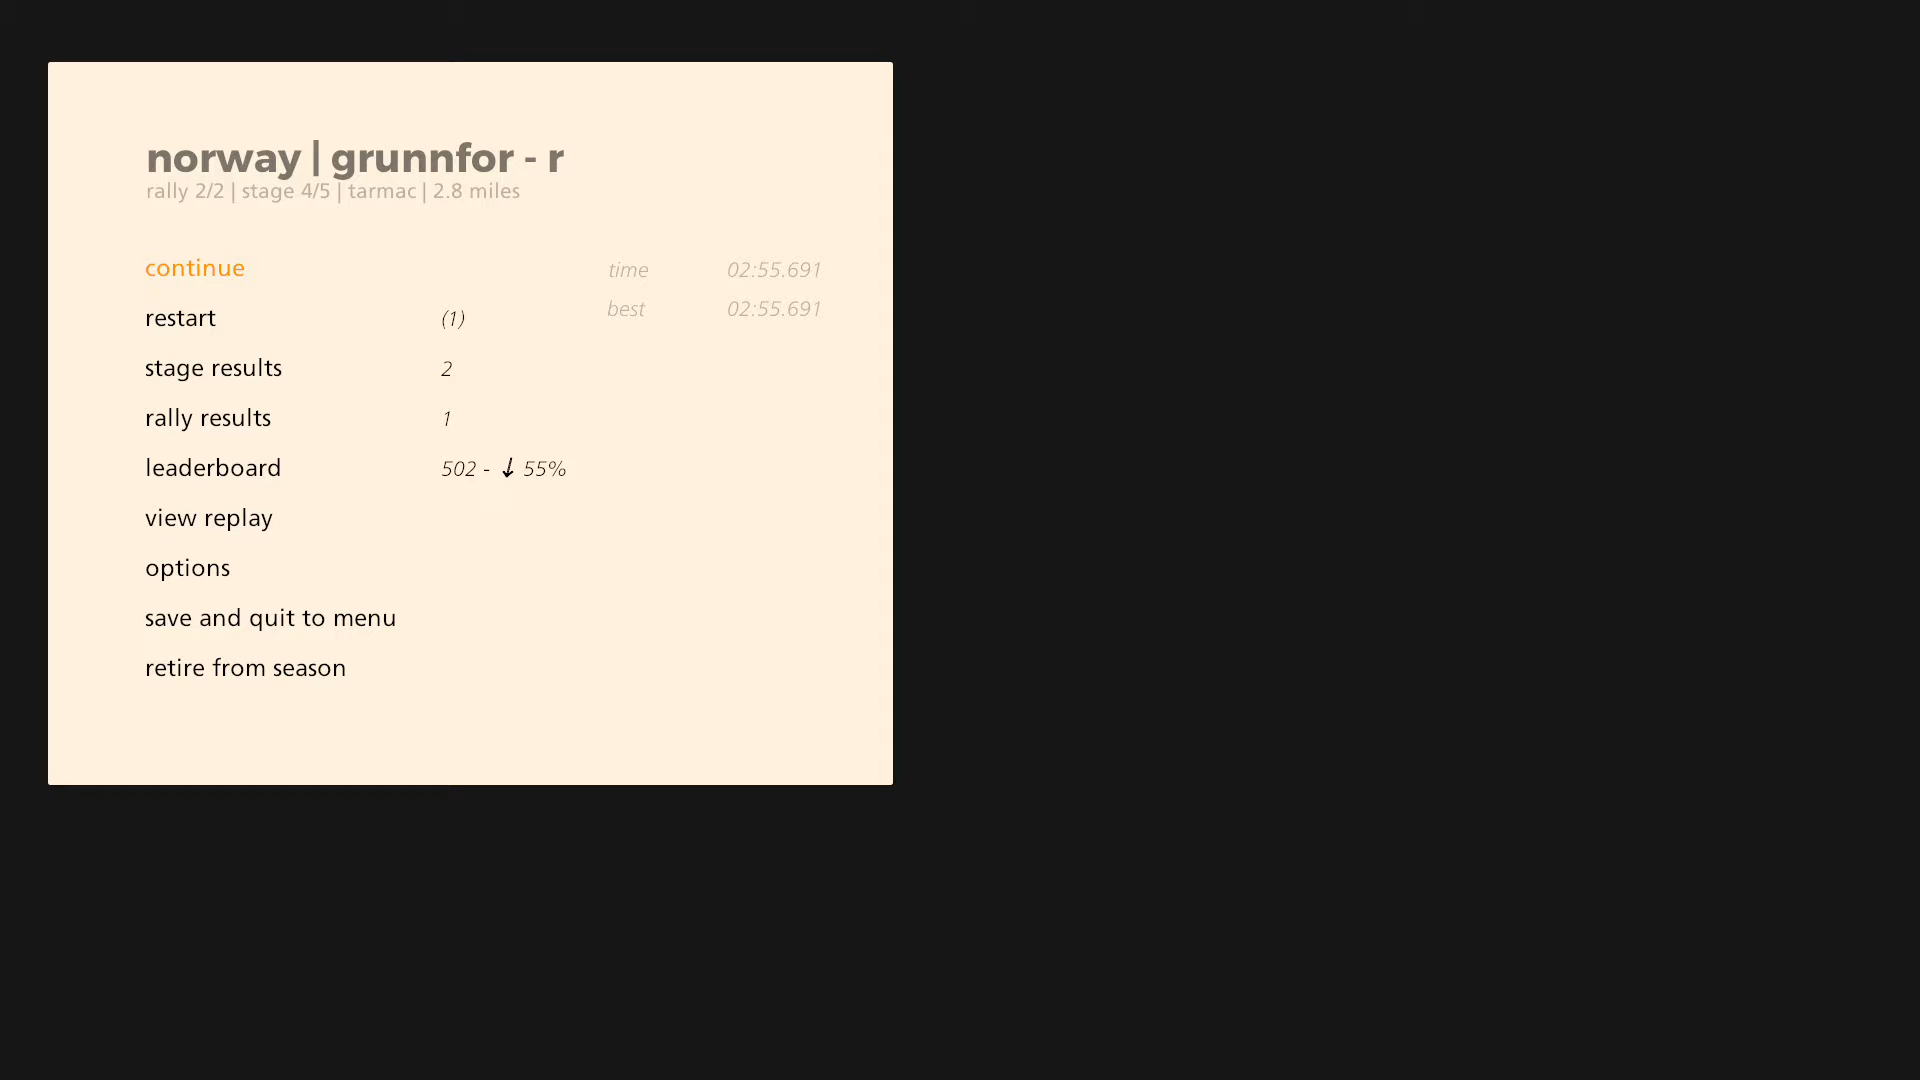 norway | grunnfor - r
rally 2/2 | stage 4/5 | tarmac | 2.8 miles
continue
time 02:55.691
best 02:55.691
restart (1)
stage results 2
rally results 1
leaderboard 502 - ↓ 55%
view replay
options
save and quit to menu
retire from season